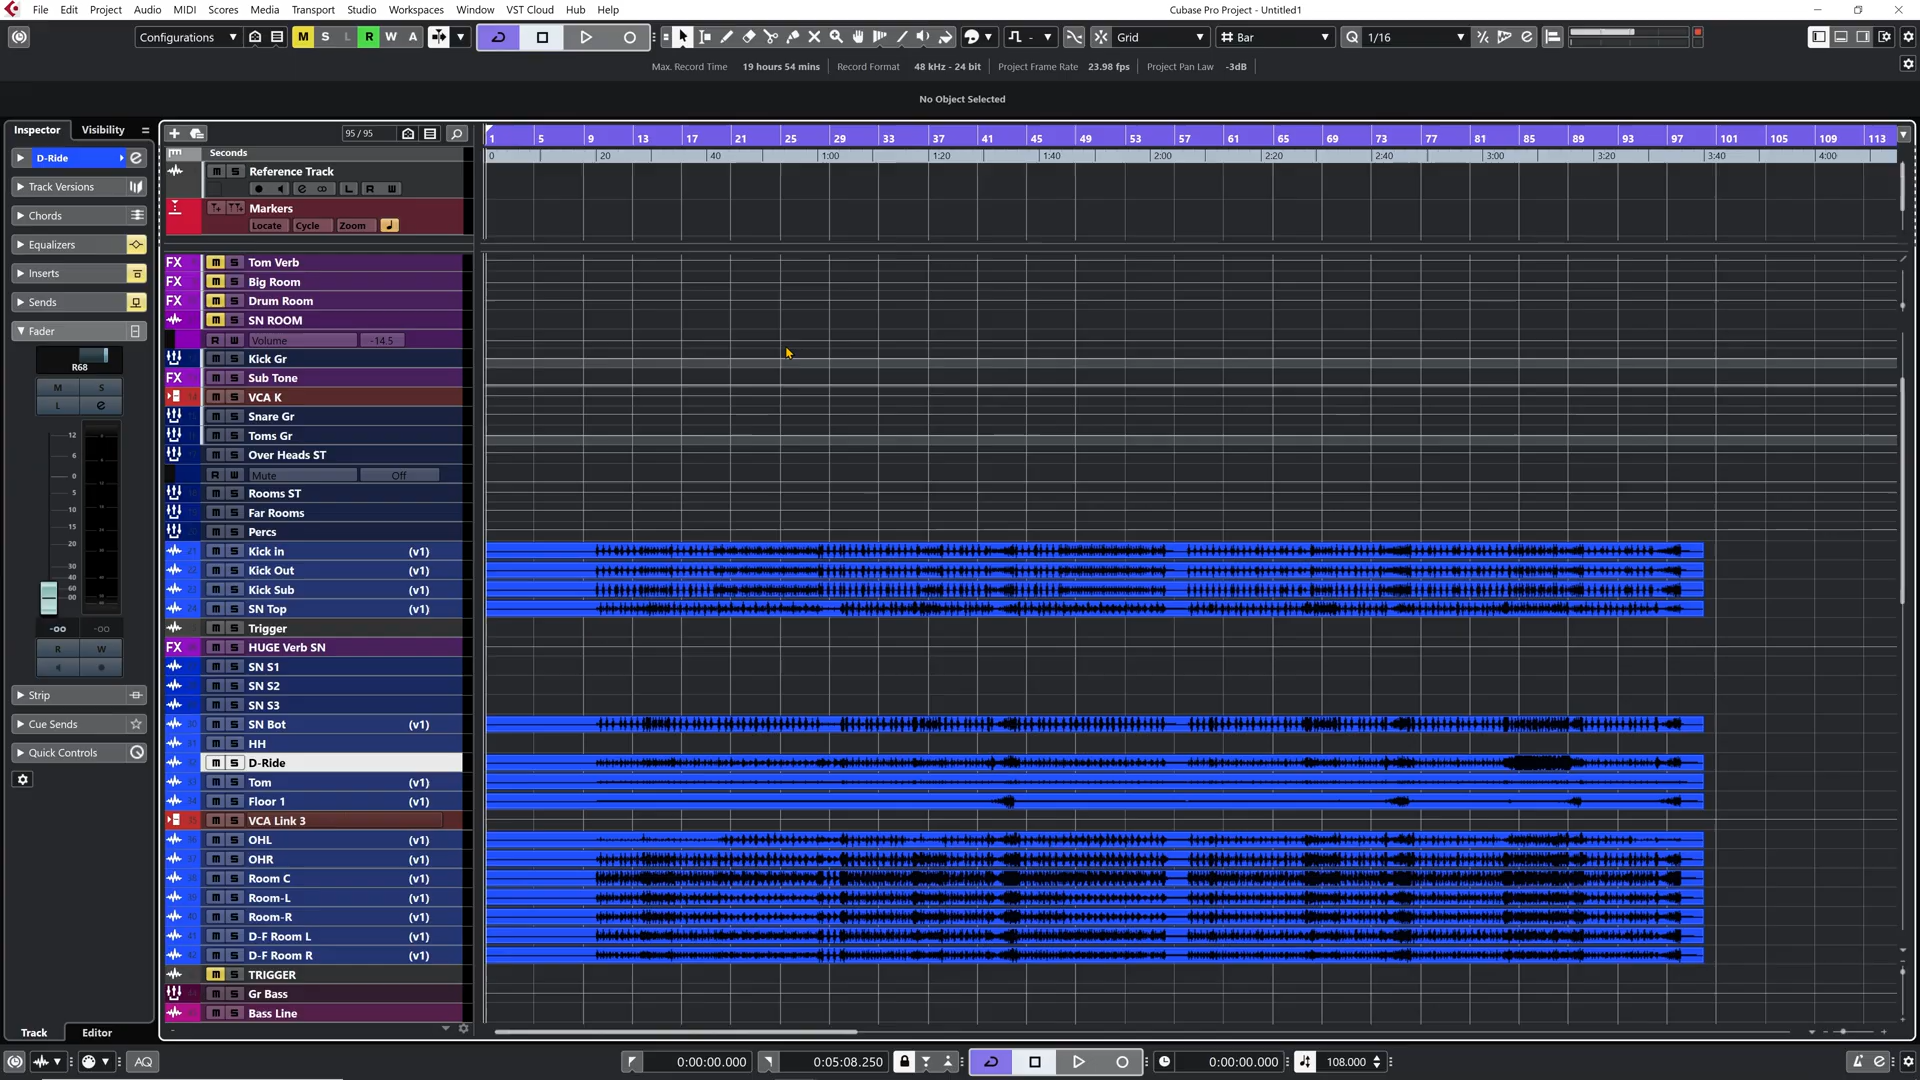 File Edit Project Audio MIDI Scores Media Transport Studio Workspaces Window VST Cloud Hub Help
Cubase Pro Project - Untitled1
Configurations M S L R W A Grid Bar Q 1/16
Max. Record Time 19 hours 54 mins Record Format 48 kHz - 24 bit Project Frame Rate 23.98 fps Project Pan Law -3dB
No Object Selected
Inspector Visibility
95 / 95
1 5 9 13 17 21 25 29 33 37 41 45 49 53 57 61 65 69 73 77 81 85 89 93 97 101 105 109 113
Seconds
0 20 40 1:00 1:20 1:40 2:00 2:20 2:40 3:00 3:20 3:40 4:00
D-Ride
Track Versions
Chords
Equalizers
Inserts
Sends
Fader
R68
M S
L e
12
6
0
5
10
15
20
30
40
60
00
-oo -oo
R W
Strip
Cue Sends
Quick Controls
Track Editor
m S Reference Track
L R W
Markers
Locate Cycle Zoom
FX m S Tom Verb
FX m S Big Room
FX m S Drum Room
m S SN ROOM
R W Volume -14.5
m S Kick Gr
FX m S Sub Tone
m S VCA K
m S Snare Gr
m S Toms Gr
m S Over Heads ST
R W Mute Off
m S Rooms ST
m S Far Rooms
m S Percs
m S Kick in (v1)
m S Kick Out (v1)
m S Kick Sub (v1)
m S SN Top (v1)
m S Trigger
FX m S HUGE Verb SN
m S SN S1
m S SN S2
m S SN S3
m S SN Bot (v1)
m S HH
m S D-Ride
m S Tom (v1)
m S Floor 1 (v1)
m S VCA Link 3
m S OHL (v1)
m S OHR (v1)
m S Room C (v1)
m S Room-L (v1)
m S Room-R (v1)
m S D-F Room L (v1)
m S D-F Room R (v1)
m S TRIGGER
m S Gr Bass
m S Bass Line
AQ 0:00:00.000 0:05:08.250 0:00:00.000 108.000